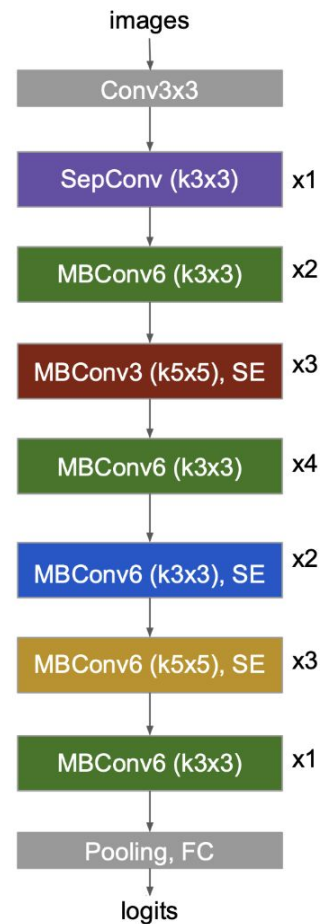 images
Conv3x3
SepConv (k3x3) x1
MBConv6 (k3x3) x2
MBConv3 (k5x5), SE x3
MBConv6 (k3x3) x4
MBConv6 (k3x3), SE x2
MBConv6 (k5x5), SE x3
MBConv6 (k3x3) x1
Pooling, FC
logits